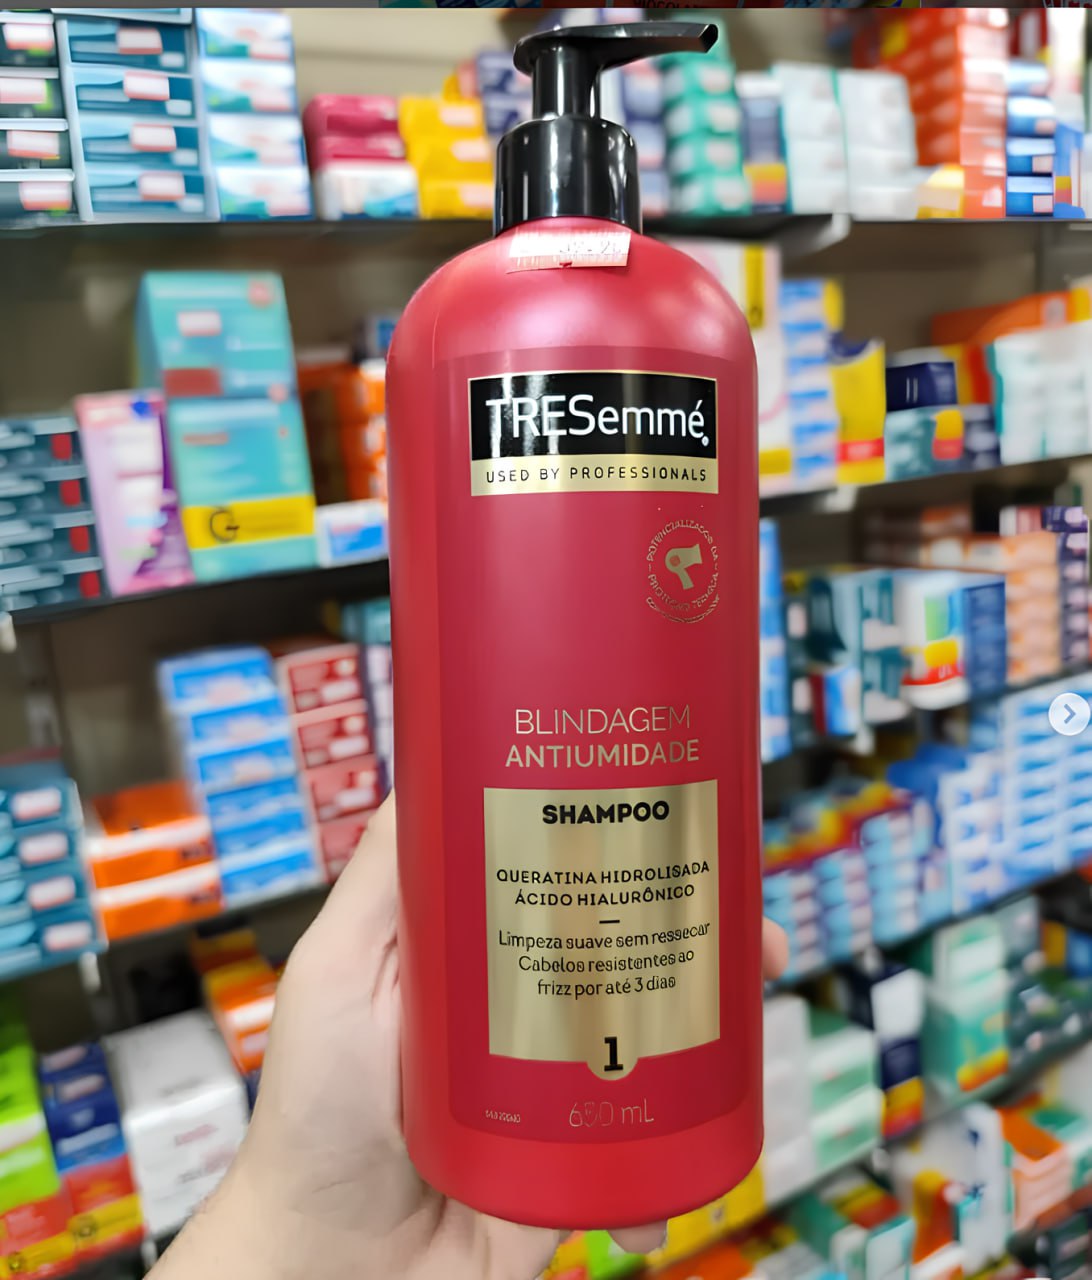 TRESemmé
USED BY PROFESSIONALS
BLINDAGEM
ANTIUMIDADE
SHAMPOO
QUERATINA HIDROLISADA
ÁCIDO HIALURÔNICO
Limpeza suave sem ressecar
Cabelos resistentes ao
frizz por até 3 dias
1
mL